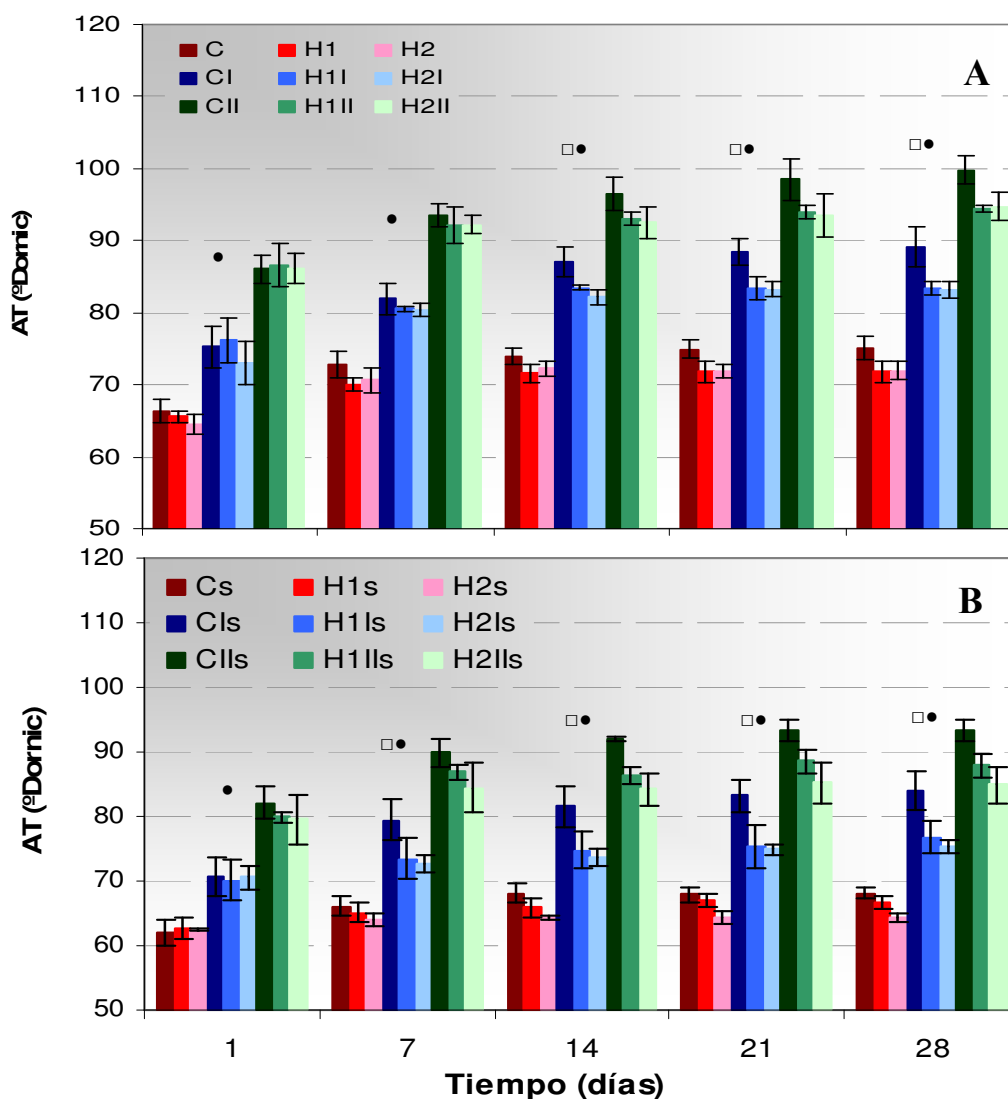 120
110
100
90
80
70
60
50
AT (ºDornic)
C H1 H2
CI H1I H2I
CII H1II H2II
A
●
●
□ ●
□ ●
□ ●
120
110
100
90
80
70
60
50
AT (ºDornic)
Cs H1s H2s
CIs H1Is H2Is
CIIs H1IIs H2IIs
B
●
□ ●
□ ●
□ ●
□ ●
1 7 14 21 28
Tiempo (días)